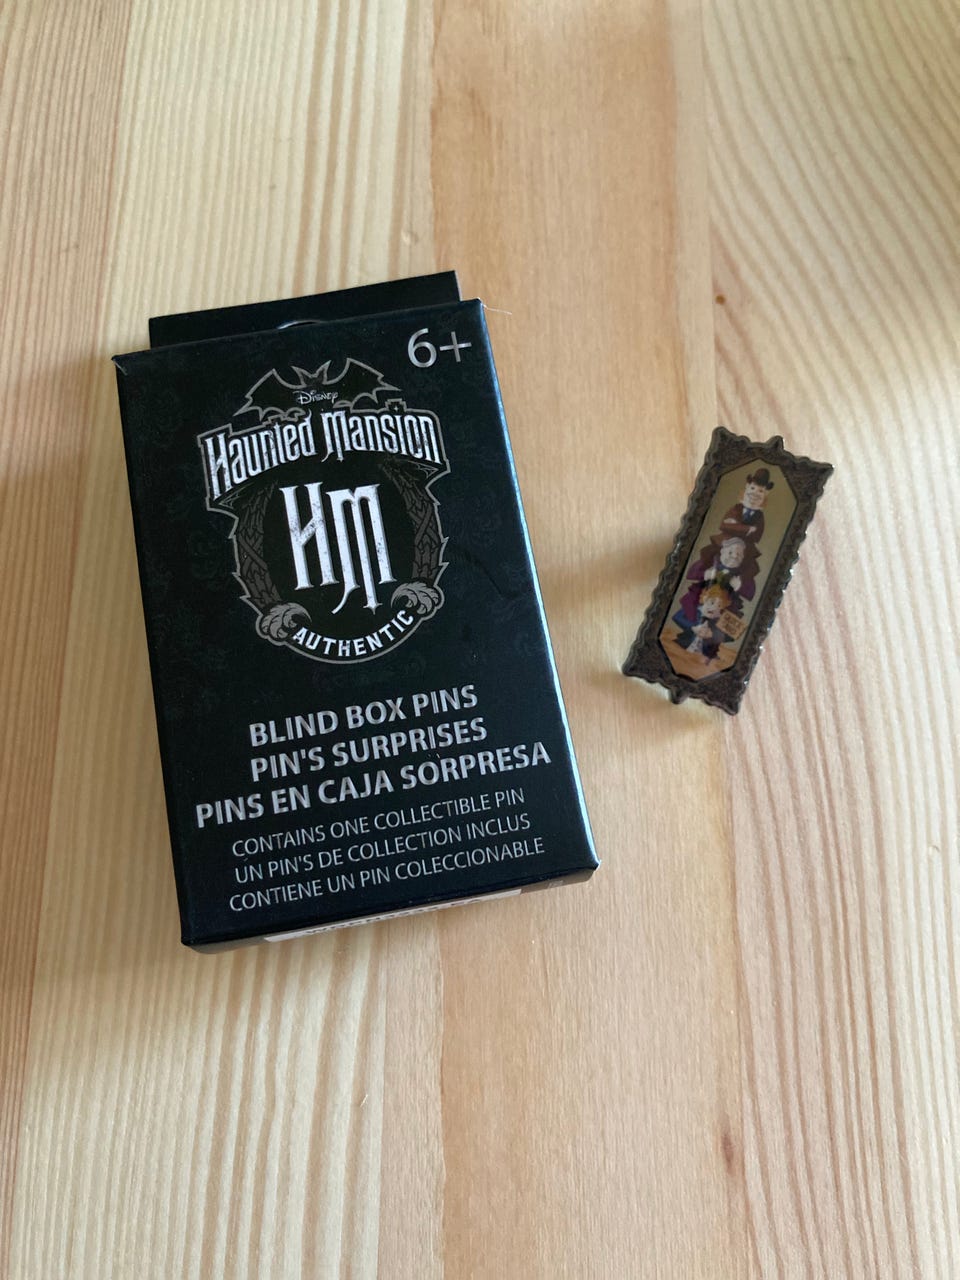 6+
Disney
Haunted Mansion
HM
AUTHENTIC
BLIND BOX PINS
PIN'S SURPRISES
PINS EN CAJA SORPRESA
CONTAINS ONE COLLECTIBLE PIN
UN PIN'S DE COLLECTION INCLUS
CONTIENE UN PIN COLECCIONABLE